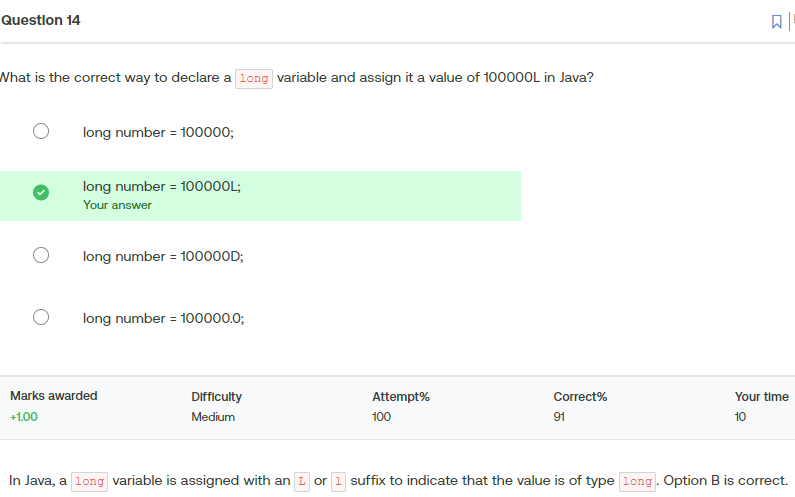 Question 14
What is the correct way to declare a long variable and assign it a value of 100000L in Java?
long number = 100000;
long number = 100000L;
Your answer
long number = 100000D;
long number = 100000.0;
Marks awarded Difficulty Attempt% Correct% Your time
+1.00 Medium 100 91 10
In Java, a long variable is assigned with an L or l suffix to indicate that the value is of type long. Option B is correct.